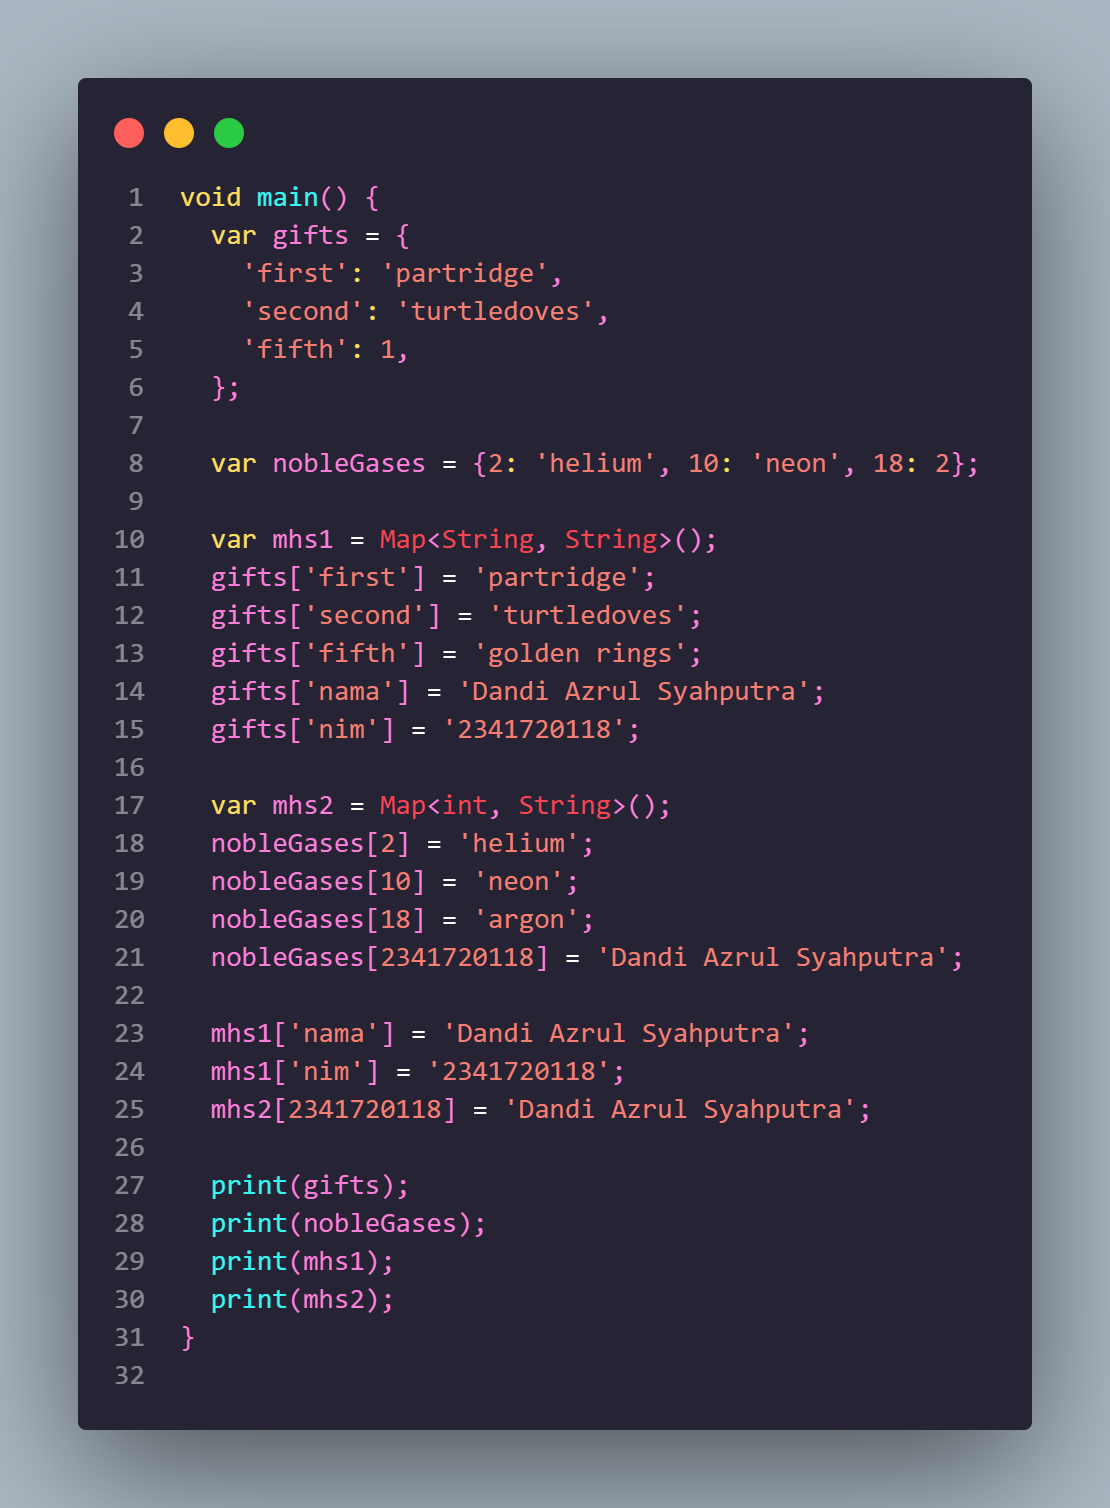 1 void main() {
2   var gifts = {
3     'first': 'partridge',
4     'second': 'turtledoves',
5     'fifth': 1,
6   };
7
8   var nobleGases = {2: 'helium', 10: 'neon', 18: 2};
9
10   var mhs1 = Map<String, String>();
11   gifts['first'] = 'partridge';
12   gifts['second'] = 'turtledoves';
13   gifts['fifth'] = 'golden rings';
14   gifts['nama'] = 'Dandi Azrul Syahputra';
15   gifts['nim'] = '2341720118';
16
17   var mhs2 = Map<int, String>();
18   nobleGases[2] = 'helium';
19   nobleGases[10] = 'neon';
20   nobleGases[18] = 'argon';
21   nobleGases[2341720118] = 'Dandi Azrul Syahputra';
22
23   mhs1['nama'] = 'Dandi Azrul Syahputra';
24   mhs1['nim'] = '2341720118';
25   mhs2[2341720118] = 'Dandi Azrul Syahputra';
26
27   print(gifts);
28   print(nobleGases);
29   print(mhs1);
30   print(mhs2);
31 }
32